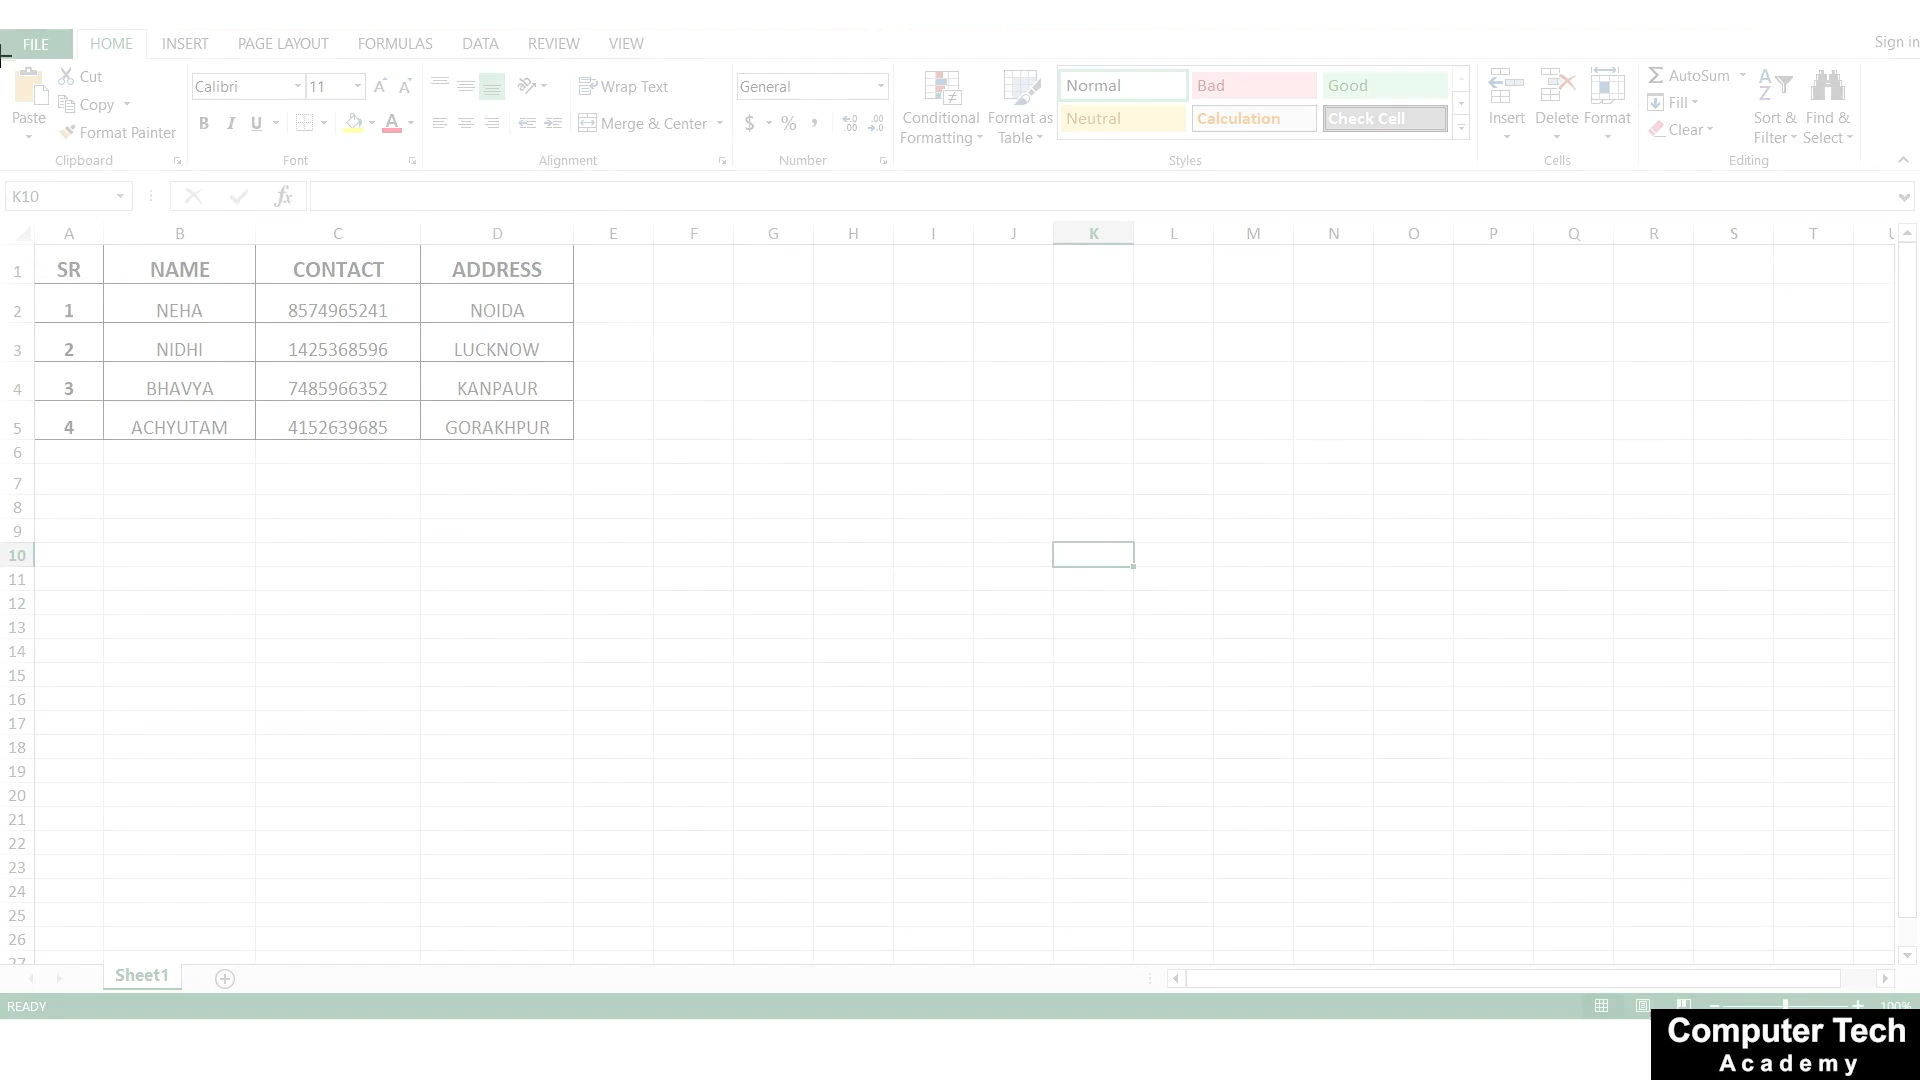 FILE HOME INSERT PAGE LAYOUT FORMULAS DATA REVIEW VIEW Sign in
Paste Cut Copy Format Painter Clipboard
Calibri 11 B I U Font
Wrap Text Merge & Center Alignment
General $ % , Number
Conditional Formatting Format as Table
Normal Bad Good
Neutral Calculation Check Cell
Styles
Insert Delete Format Cells
AutoSum Fill Clear Sort & Filter Find & Select Editing
K10 fx
A B C D E F G H I J K L M N O P Q R S T
1 SR NAME CONTACT ADDRESS
2 1 NEHA 8574965241 NOIDA
3 2 NIDHI 1425368596 LUCKNOW
4 3 BHAVYA 7485966352 KANPAUR
5 4 ACHYUTAM 4152639685 GORAKHPUR
6
7
8
9
10
11
12
13
14
15
16
17
18
19
20
21
22
23
24
25
26
27
Sheet1
READY 100%
Computer Tech
Academy